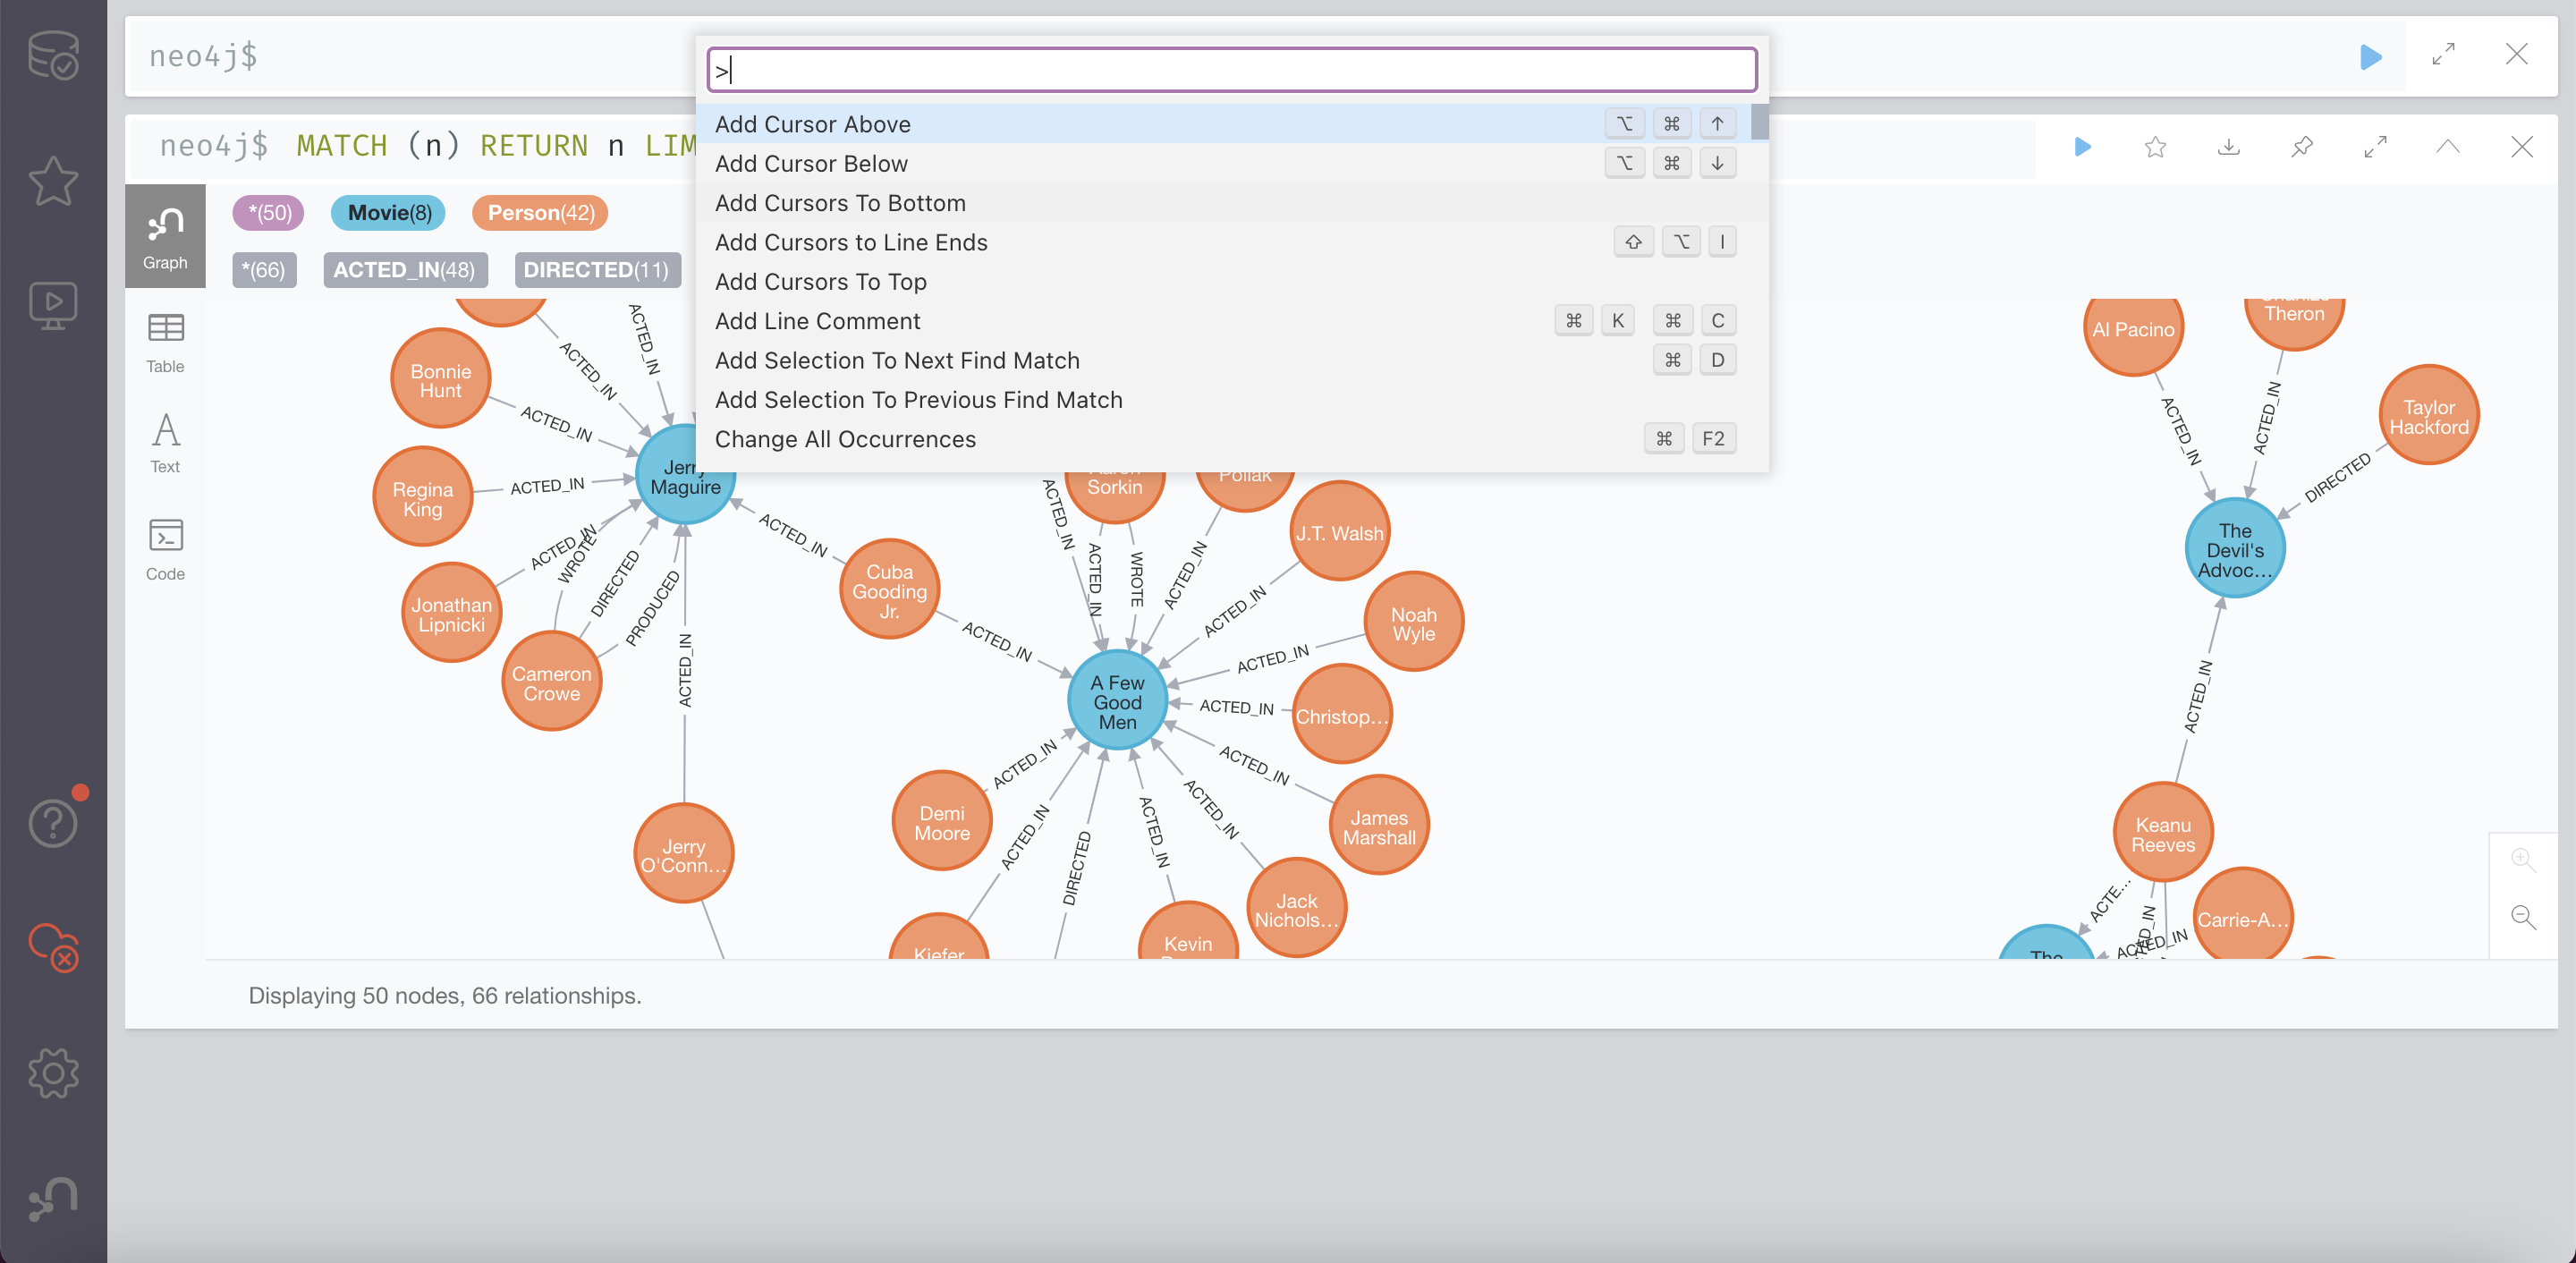 neo4j$
>
Add Cursor Above ⌥ ⌘ ↑
Add Cursor Below ⌥ ⌘ ↓
Add Cursors To Bottom
Add Cursors to Line Ends ⇧ ⌥ I
Add Cursors To Top
Add Line Comment ⌘ K ⌘ C
Add Selection To Next Find Match ⌘ D
Add Selection To Previous Find Match
Change All Occurrences ⌘ F2
neo4j$ MATCH (n) RETURN n LIM
*(50) Movie(8) Person(42)
*(66) ACTED_IN(48) DIRECTED(11)
Graph
Table
Text
Code
Bonnie
Hunt
Regina
King
Jonathan
Lipnicki
Cameron
Crowe
Jerry
Maguire
Jerry
O'Conn...
Cuba
Gooding
Jr.
ACTED_IN
ACTED_IN
ACTED_IN
ACTED_IN
ACTED_IN
WROTE
DIRECTED
PRODUCED
ACTED_IN
ACTED_IN
ACTED_IN
Aaron
Sorkin
Pollak
J.T. Walsh
Noah
Wyle
Christop...
James
Marshall
Jack
Nichols...
Kevin
Kiefer
Demi
Moore
A Few
Good
Men
ACTED_IN
ACTED_IN
WROTE
ACTED_IN
ACTED_IN
ACTED_IN
ACTED_IN
ACTED_IN
ACTED_IN
ACTED_IN
DIRECTED
ACTED_IN
ACTED_IN
Al Pacino
Charlize
Theron
Taylor
Hackford
ACTED_IN
ACTED_IN
DIRECTED
The
Devil's
Advoc...
ACTED_IN
Keanu
Reeves
Carrie-A...
ACTE...
ACTED_IN
The
Displaying 50 nodes, 66 relationships.